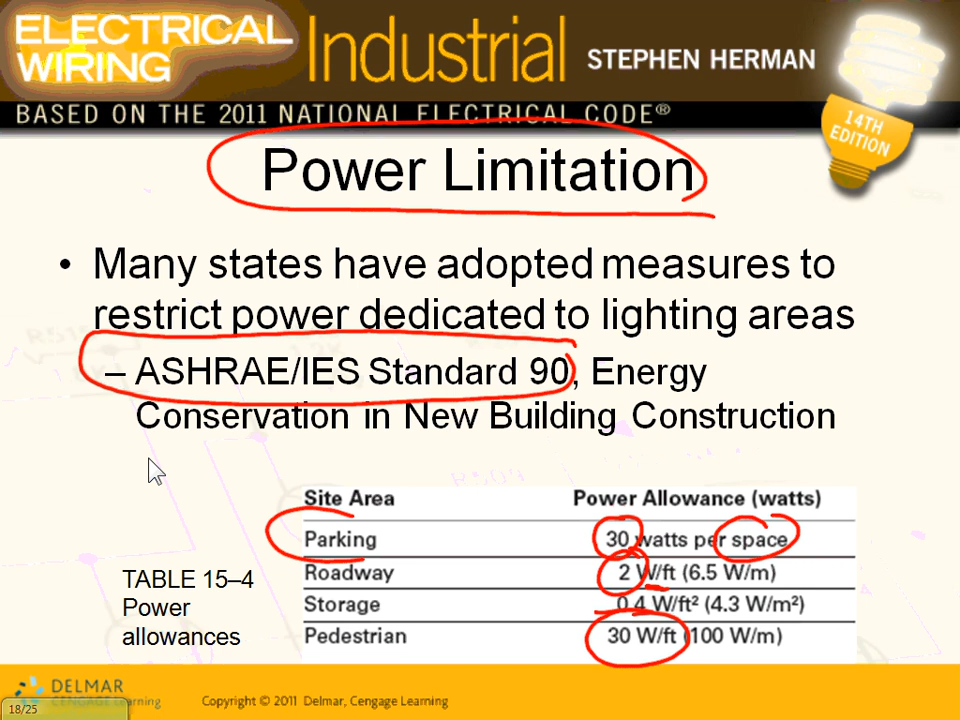 ELECTRICAL
WIRING
Industrial
STEPHEN HERMAN
BASED ON THE 2011 NATIONAL ELECTRICAL CODE®
14TH
EDITION
Power Limitation
• Many states have adopted measures to
restrict power dedicated to lighting areas
– ASHRAE/IES Standard 90, Energy
Conservation in New Building Construction
Site Area Power Allowance (watts)
Parking 30 watts per space
Roadway 2 W/ft (6.5 W/m)
Storage 0.4 W/ft² (4.3 W/m²)
Pedestrian 30 W/ft (100 W/m)
TABLE 15–4
Power
allowances
DELMAR
CENGAGE Learning
Copyright © 2011 Delmar, Cengage Learning
18/25